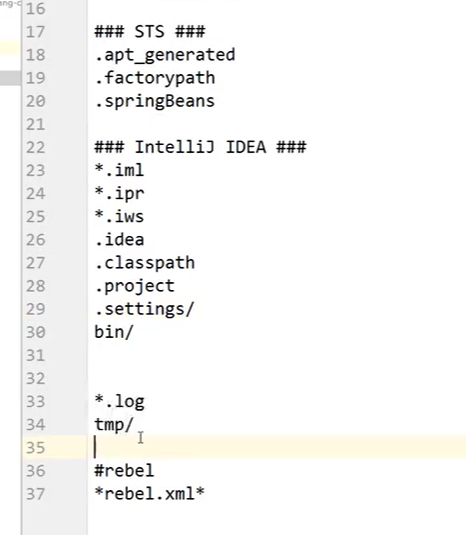 16
17 ### STS ###
18 .apt_generated
19 .factorypath
20 .springBeans
21
22 ### IntelliJ IDEA ###
23 *.iml
24 *.ipr
25 *.iws
26 .idea
27 .classpath
28 .project
29 .settings/
30 bin/
31
32
33 *.log
34 tmp/
35
36 #rebel
37 *rebel.xml*